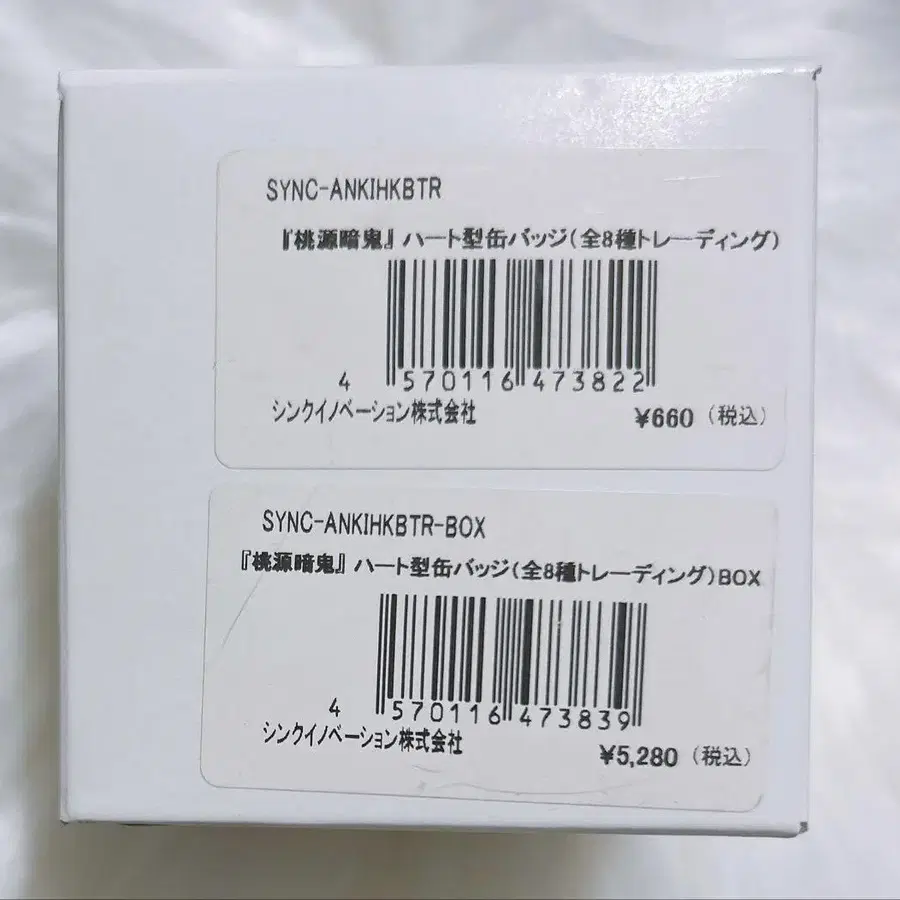 SYNC-ANKIHKBTR
『桃源暗鬼』ハート型缶バッジ(全8種トレーディング)
4 570116 473822
シンクイノベーション株式会社 ¥660 (税込)
SYNC-ANKIHKBTR-BOX
『桃源暗鬼』ハート型缶バッジ(全8種トレーディング)BOX
4 570116 473839
シンクイノベーション株式会社 ¥5,280 (税込)